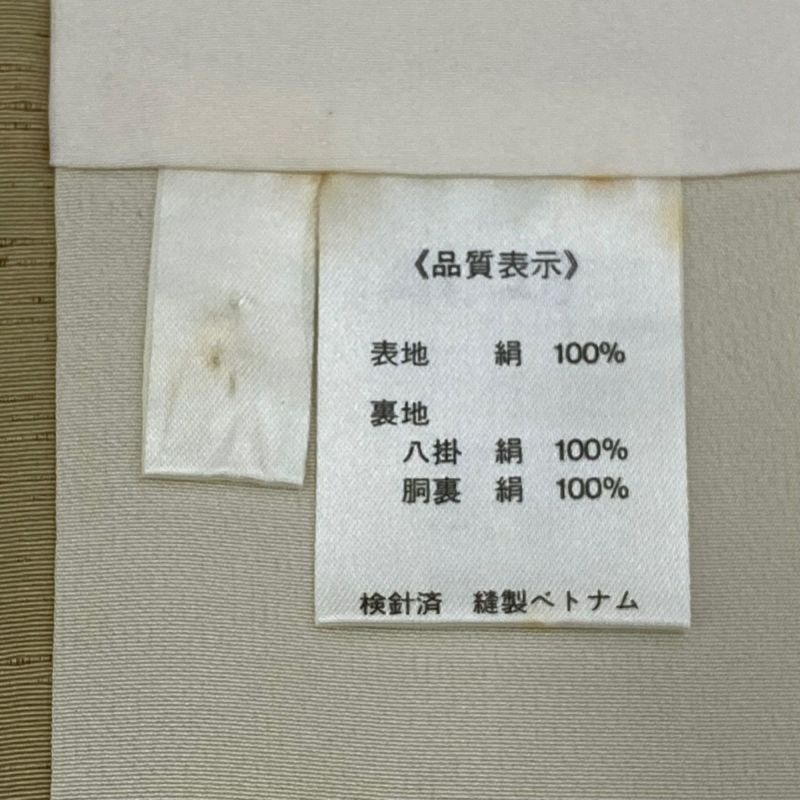 《品質表示》
表地 絹 100%
裏地
八掛 絹 100%
胴裏 絹 100%
検針済 縫製ベトナム